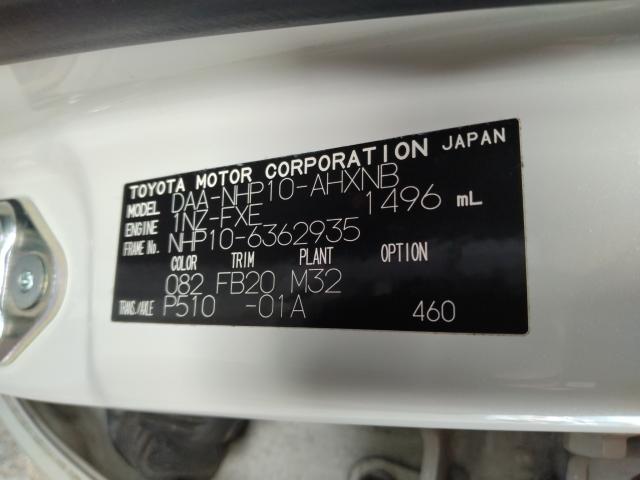 TOYOTA MOTOR CORPORATION JAPAN
MODEL DAA-NHP10-AHXNB
ENGINE 1NZ-FXE 1496 mL
FRAME No. NHP10-6362935
COLOR TRIM PLANT OPTION
082 FB20 M32
TRANS./AXLE P510 -01A 460